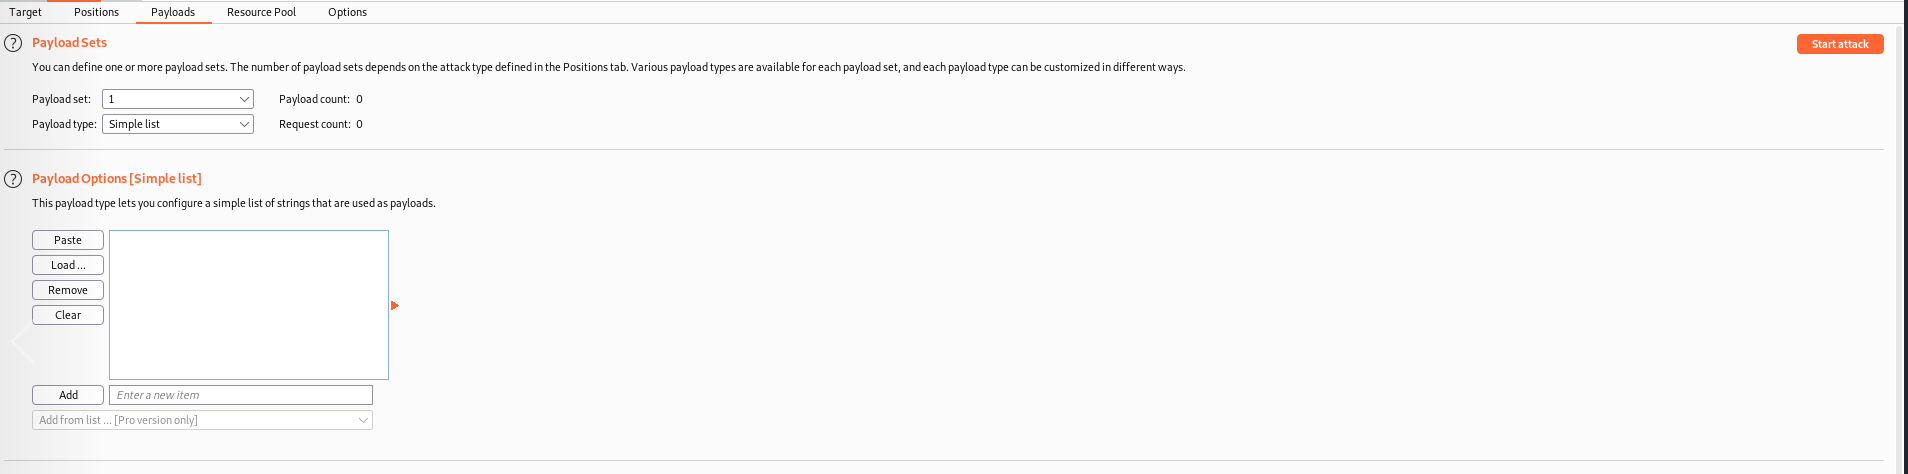 Target Positions Payloads Resource Pool Options
Payload Sets
Start attack
You can define one or more payload sets. The number of payload sets depends on the attack type defined in the Positions tab. Various payload types are available for each payload set, and each payload type can be customized in different ways.
Payload set: 1 Payload count: 0
Payload type: Simple list Request count: 0
Payload Options [Simple list]
This payload type lets you configure a simple list of strings that are used as payloads.
Paste
Load ...
Remove
Clear
Add Enter a new item
Add from list ... [Pro version only]